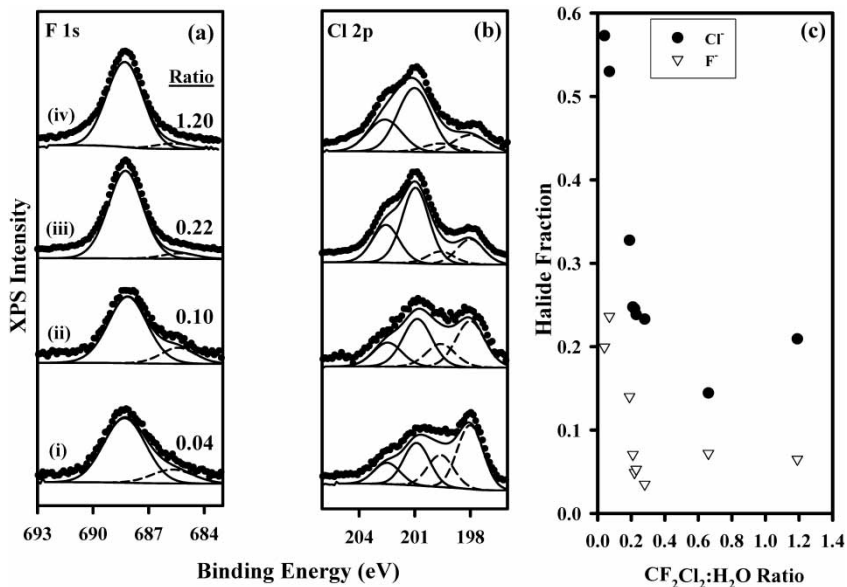 F 1s
(a)
Ratio
(iv)
1.20
(iii)
0.22
(ii)
0.10
(i)
0.04
693
690
687
684
XPS Intensity
Cl 2p
(b)
204
201
198
Binding Energy (eV)
(c)
Cl⁻
F⁻
0.6
0.5
0.4
0.3
0.2
0.1
0.0
Halide Fraction
0.0 0.2 0.4 0.6 0.8 1.0 1.2 1.4
CF₂Cl₂:H₂O Ratio